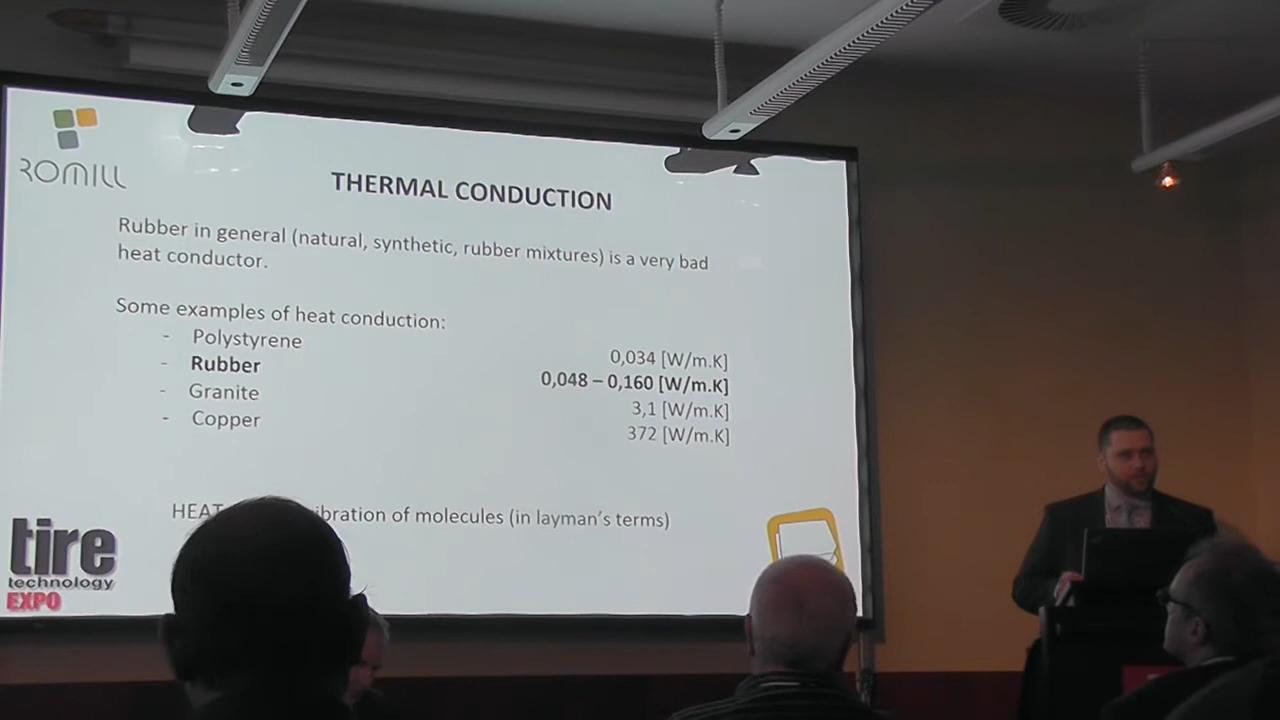 ROMILL
THERMAL CONDUCTION
Rubber in general (natural, synthetic, rubber mixtures) is a very bad
heat conductor.
Some examples of heat conduction:
- Polystyrene 0,034 [W/m.K]
- Rubber 0,048 – 0,160 [W/m.K]
- Granite 3,1 [W/m.K]
- Copper 372 [W/m.K]
HEAT of molecules (in layman's terms)
tire
technology
EXPO